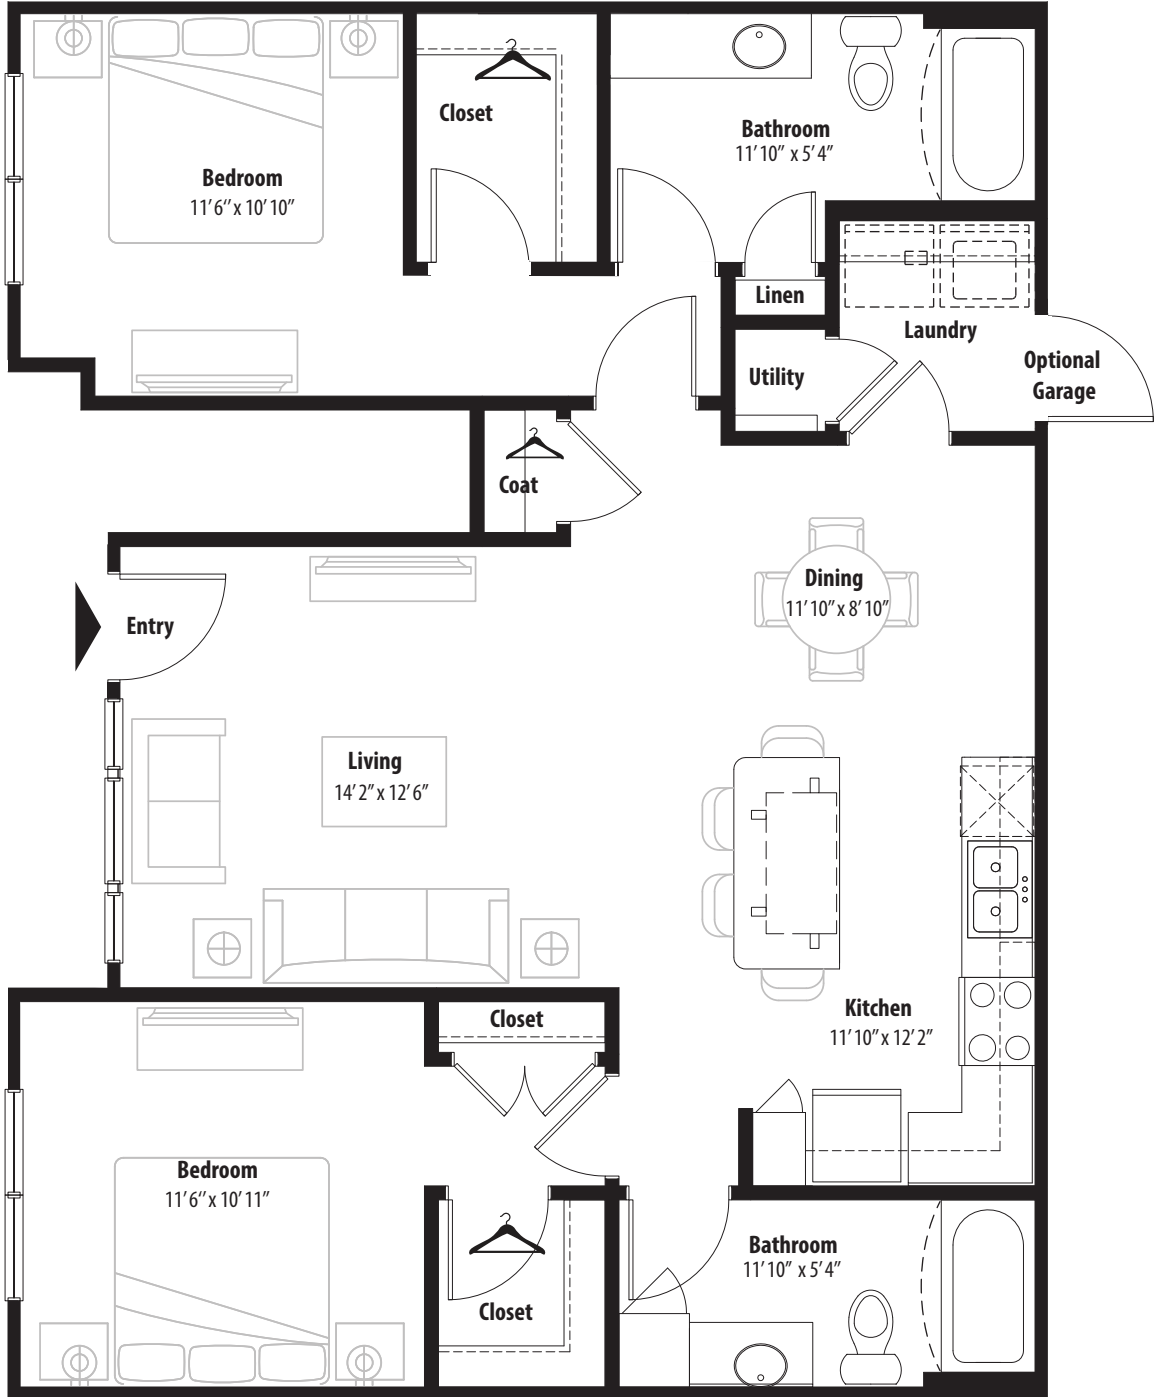 Closet
Bathroom
11'10" x 5'4"
Bedroom
11'6" x 10'10"
Linen
Laundry
Optional
Garage
Utility
Coat
Dining
11'10" x 8'10"
Entry
Living
14'2" x 12'6"
Kitchen
11'10" x 12'2"
Closet
Bedroom
11'6" x 10'11"
Bathroom
11'10" x 5'4"
Closet